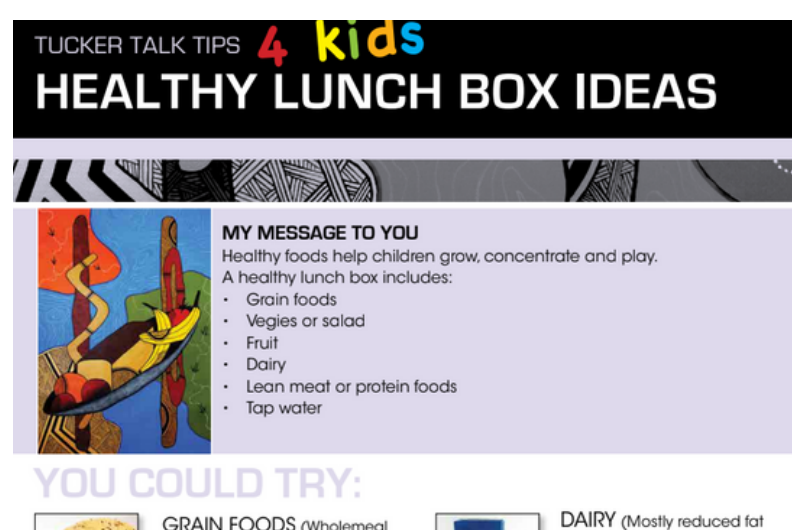 TUCKER TALK TIPS 4 kids
HEALTHY LUNCH BOX IDEAS
MY MESSAGE TO YOU
Healthy foods help children grow, concentrate and play.
A healthy lunch box includes:
• Grain foods
• Vegies or salad
• Fruit
• Dairy
• Lean meat or protein foods
• Tap water
YOU COULD TRY:
GRAIN FOODS (Wholemeal
DAIRY (Mostly reduced fat